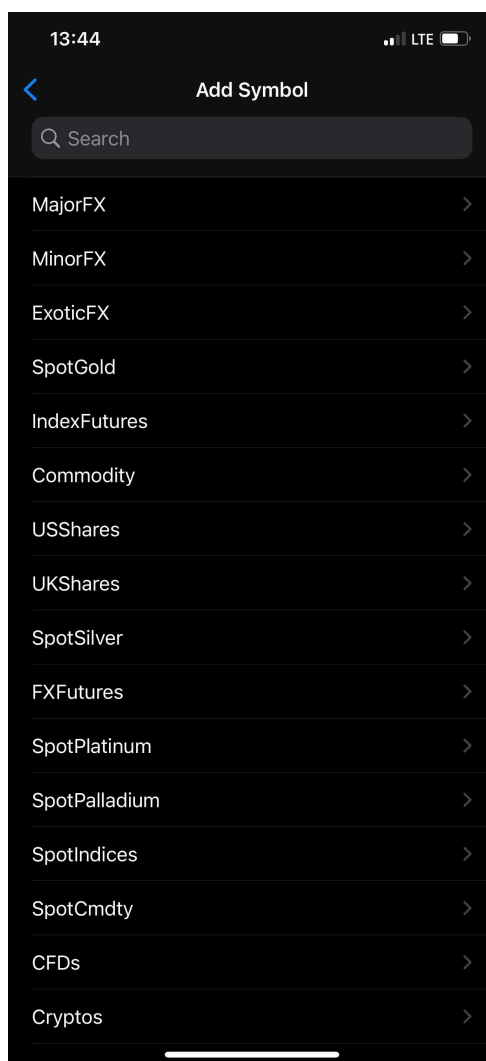 13:44
LTE
Add Symbol
Search
MajorFX
MinorFX
ExoticFX
SpotGold
IndexFutures
Commodity
USShares
UKShares
SpotSilver
FXFutures
SpotPlatinum
SpotPalladium
SpotIndices
SpotCmdty
CFDs
Cryptos